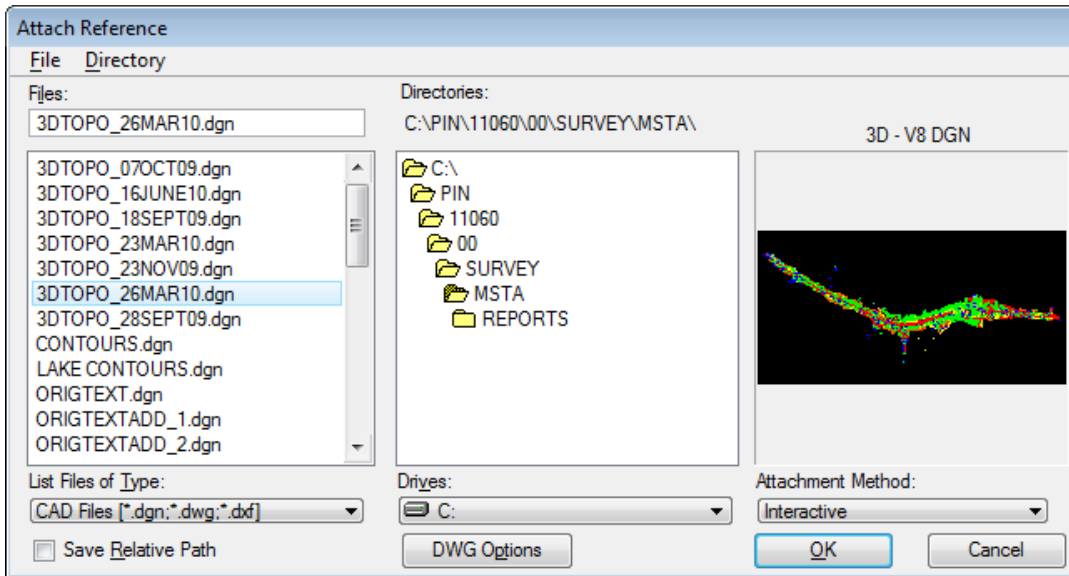 Attach Reference
File Directory
Files:
3DTOPO_26MAR10.dgn
3DTOPO_07OCT09.dgn
3DTOPO_16JUNE10.dgn
3DTOPO_18SEPT09.dgn
3DTOPO_23MAR10.dgn
3DTOPO_23NOV09.dgn
3DTOPO_26MAR10.dgn
3DTOPO_28SEPT09.dgn
CONTOURS.dgn
LAKE CONTOURS.dgn
ORIGTEXT.dgn
ORIGTEXTADD_1.dgn
ORIGTEXTADD_2.dgn
List Files of Type:
CAD Files [*.dgn;*.dwg;*.dxf]
Save Relative Path
Directories:
C:\PIN\11060\00\SURVEY\MSTA\
C:\
PIN
11060
00
SURVEY
MSTA
REPORTS
Drives:
C:
DWG Options
3D - V8 DGN
Attachment Method:
Interactive
OK
Cancel